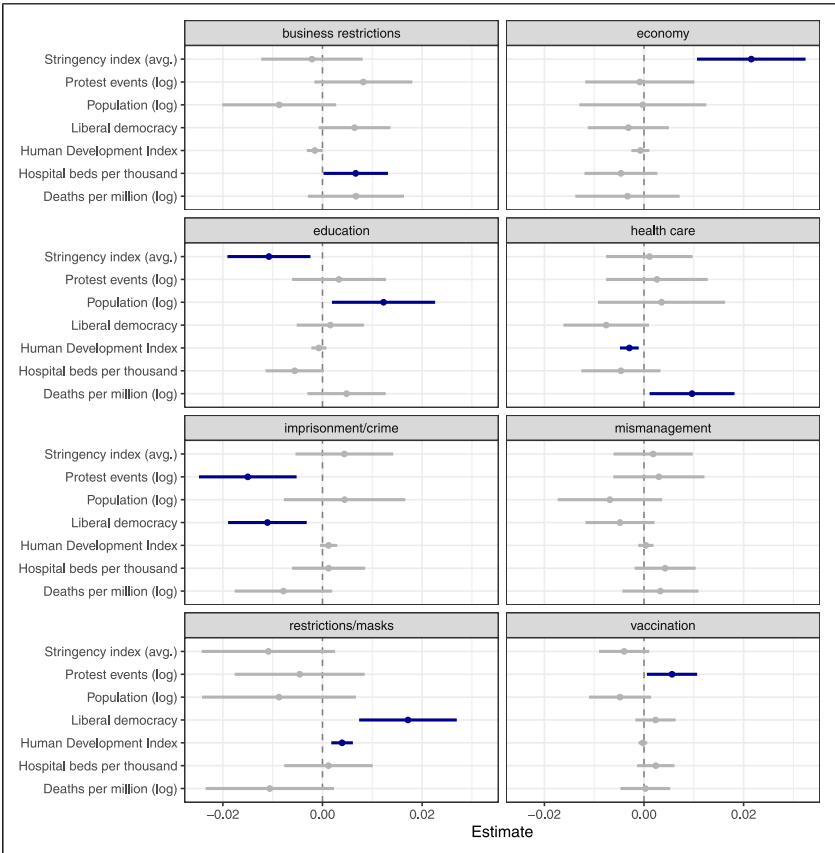 business restrictions
economy
Stringency index (avg.)
Protest events (log)
Population (log)
Liberal democracy
Human Development Index
Hospital beds per thousand
Deaths per million (log)
education
health care
Stringency index (avg.)
Protest events (log)
Population (log)
Liberal democracy
Human Development Index
Hospital beds per thousand
Deaths per million (log)
imprisonment/crime
mismanagement
Stringency index (avg.)
Protest events (log)
Population (log)
Liberal democracy
Human Development Index
Hospital beds per thousand
Deaths per million (log)
restrictions/masks
vaccination
Stringency index (avg.)
Protest events (log)
Population (log)
Liberal democracy
Human Development Index
Hospital beds per thousand
Deaths per million (log)
−0.02 0.00 0.02 −0.02 0.00 0.02
Estimate